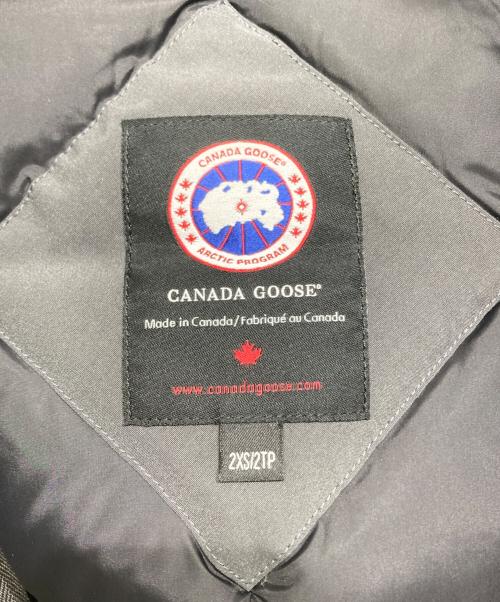 CANADA GOOSE®
ARCTIC PROGRAM
CANADA GOOSE®
Made in Canada/Fabriqué au Canada
www.canadagoose.com
2XS/2TP